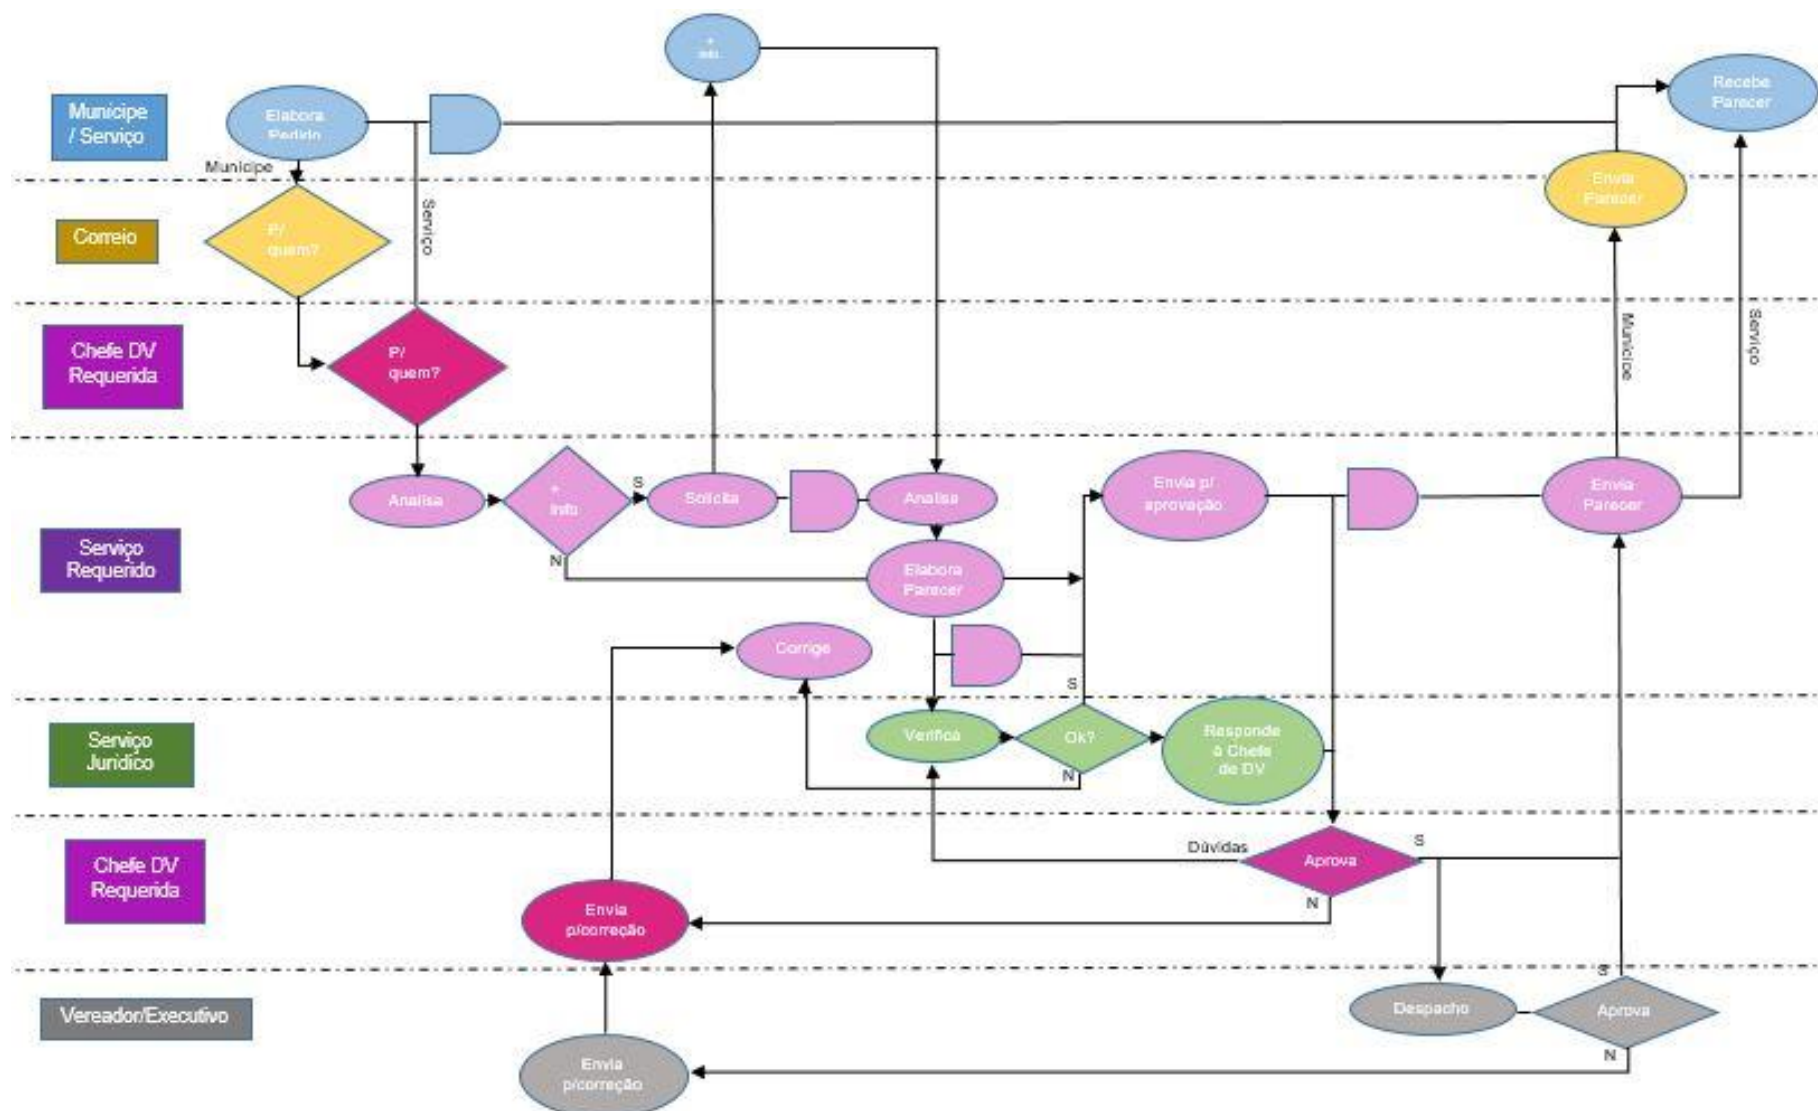 +
Info.
Munícipe
/ Serviço
Elabora
Pedido
Recebe
Parecer
Munícipe
Envia
Parecer
Correio
P/
quem?
Serviço
Chefe DV
Requerida
P/
quem?
Munícipe
Serviço
Analisa
+
Info
S
Solicita
Analisa
Envia p/
aprovação
Envia
Parecer
Serviço
Requerido
N
Elabora
Parecer
Corrige
S
Serviço
Jurídico
Verifica
Ok?
N
Responde
à Chefe
de DV
Chefe DV
Requerida
Dúvidas
Aprova
S
N
Envia
p/correção
Vereador/Executivo
Despacho
S
Aprova
N
Envia
p/correção